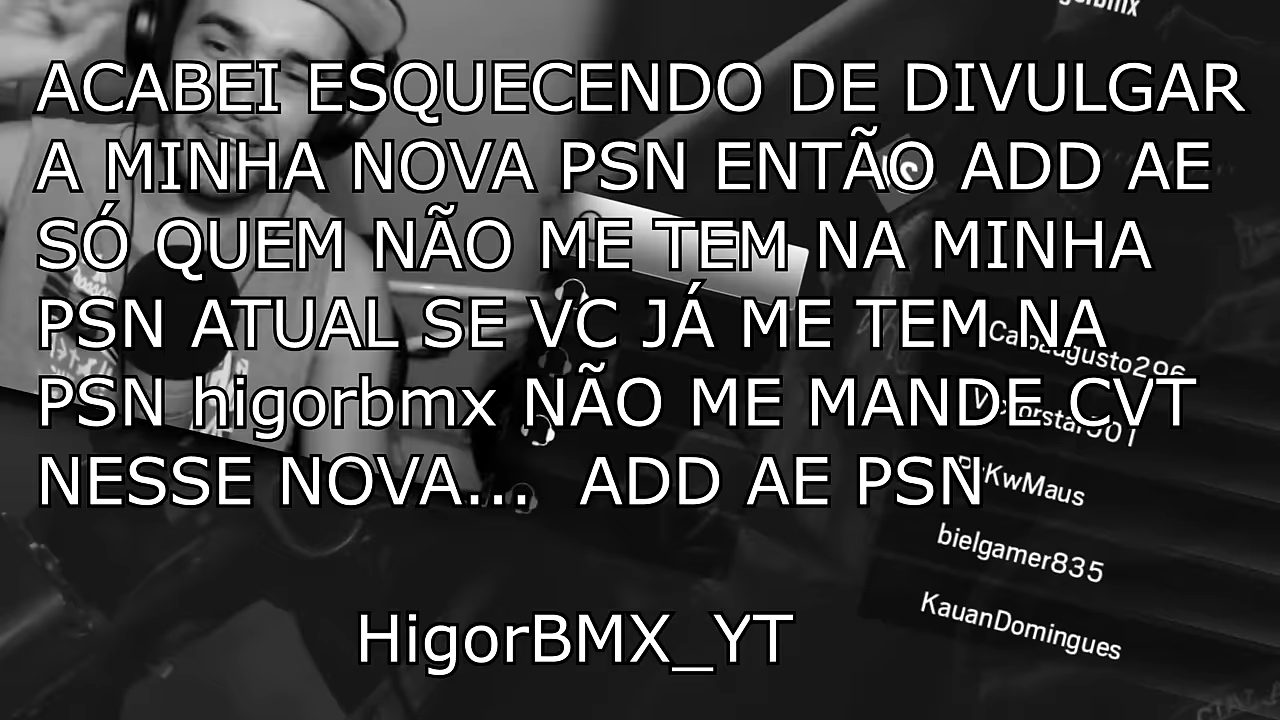 ACABEI ESQUECENDO DE DIVULGAR
A MINHA NOVA PSN ENTÃO ADD AE
SÓ QUEM NÃO ME TEM NA MINHA
PSN ATUAL SE VC JÁ ME TEM NA
PSN higorbmx NÃO ME MANDE CVT
NESSE NOVA... ADD AE PSN
HigorBMX_YT
KwMaus
bielgamer835
KauanDomingues